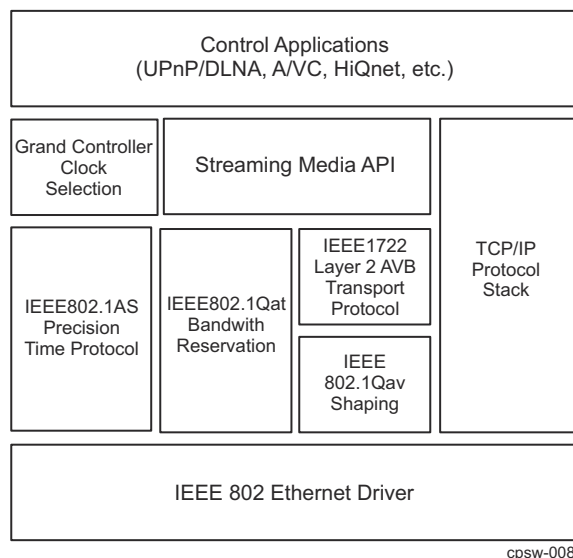 Control Applications
(UPnP/DLNA, A/VC, HiQnet, etc.)
Grand Controller
Clock
Selection
Streaming Media API
TCP/IP
Protocol
Stack
IEEE802.1AS
Precision
Time Protocol
IEEE802.1Qat
Bandwith
Reservation
IEEE1722
Layer 2 AVB
Transport
Protocol
IEEE
802.1Qav
Shaping
IEEE 802 Ethernet Driver
cpsw-008